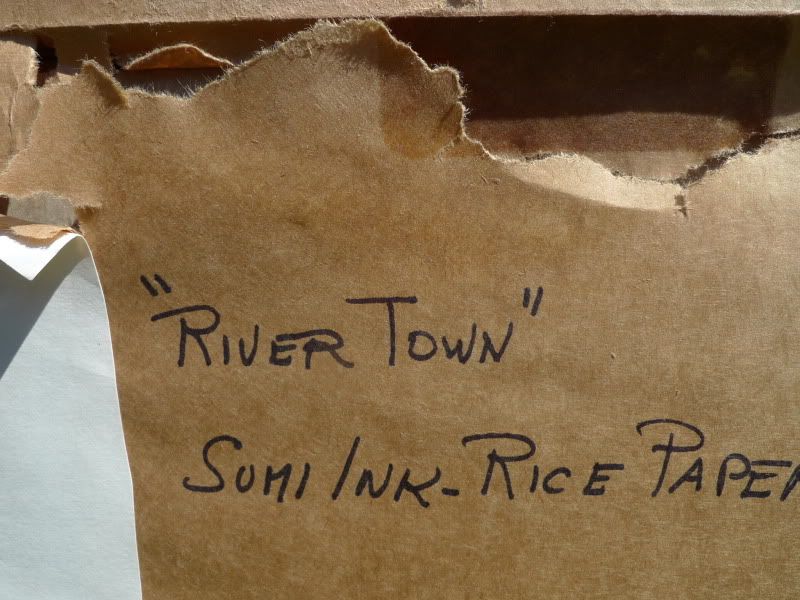 "RIVER TOWN"
SUMI INK-RICE PAPER